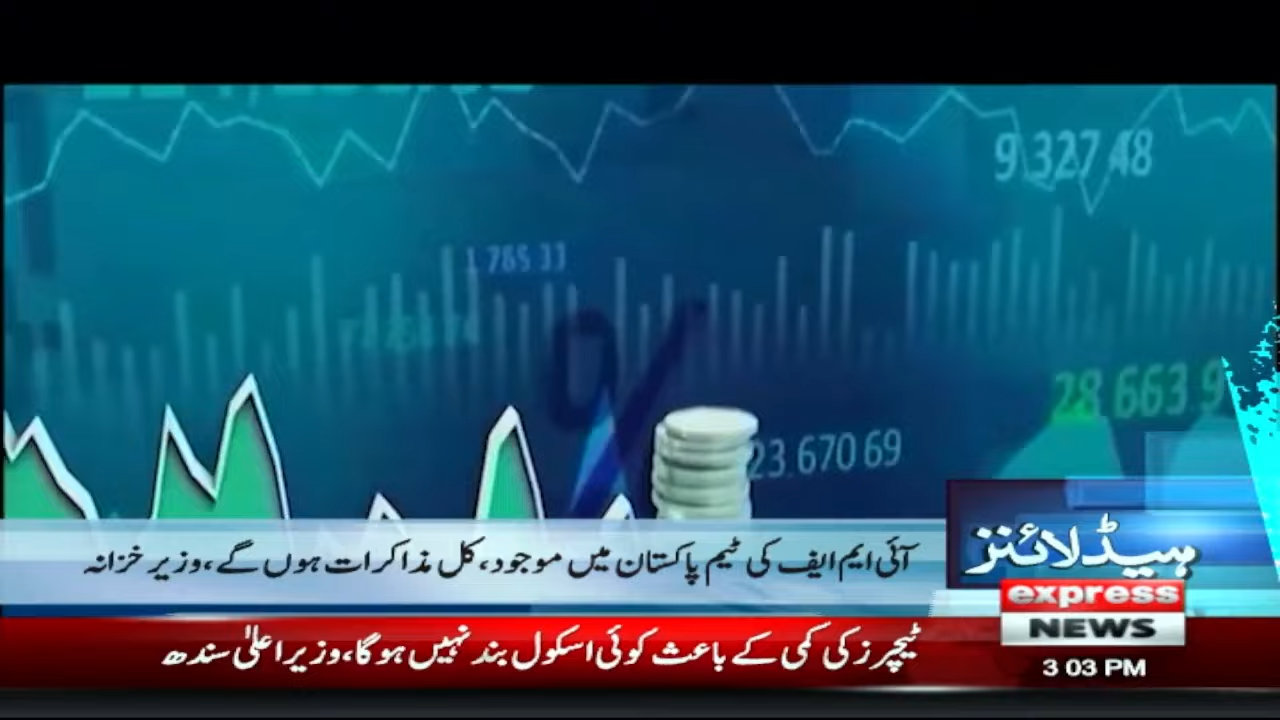 9.327.48
1 785.33
28 663.9
23.670 69
ہیڈلائنز
آئی ایم ایف کی ٹیم پاکستان میں موجود، کل مذاکرات ہوں گے، وزیر خزانہ
express
NEWS
ٹیچرز کی کمی کے باعث کوئی اسکول بند نہیں ہوگا، وزیر اعلیٰ سندھ
3 03 PM